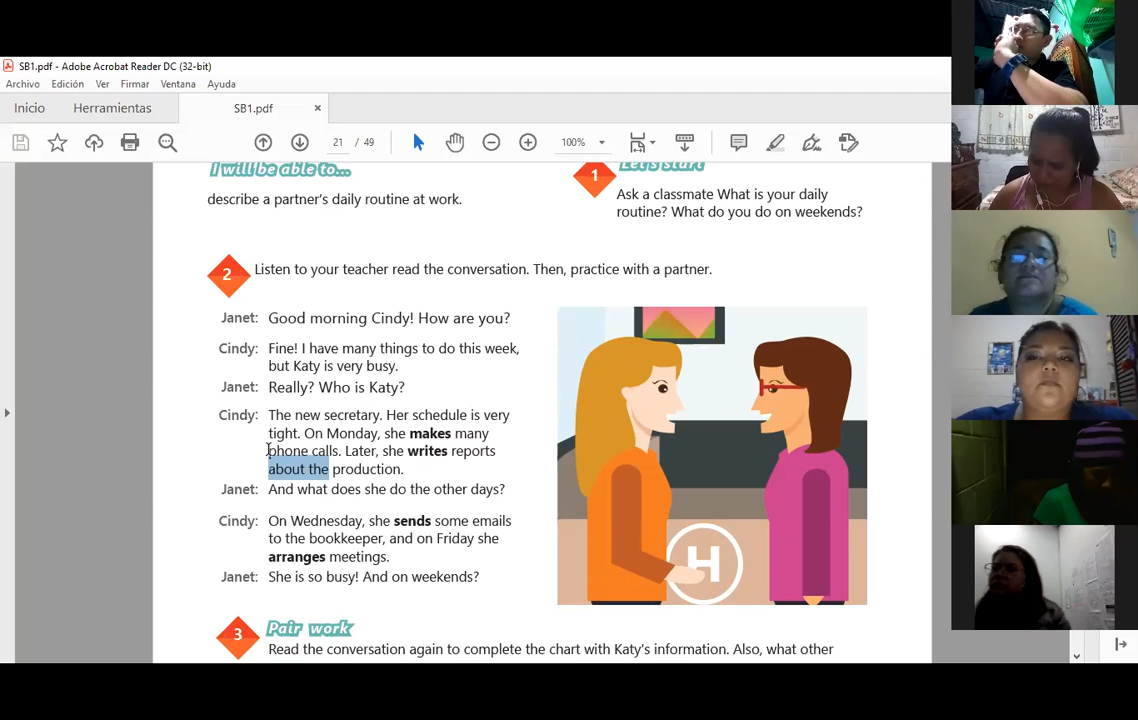 SB1.pdf - Adobe Acrobat Reader DC (32-bit)
Archivo Edición Ver Firmar Ventana Ayuda
Inicio Herramientas SB1.pdf ×
21 / 49 100%
I will be able to...
describe a partner's daily routine at work.
1 Let's start
Ask a classmate What is your daily
routine? What do you do on weekends?
2 Listen to your teacher read the conversation. Then, practice with a partner.
Janet: Good morning Cindy! How are you?
Cindy: Fine! I have many things to do this week,
but Katy is very busy.
Janet: Really? Who is Katy?
Cindy: The new secretary. Her schedule is very
tight. On Monday, she makes many
phone calls. Later, she writes reports
about the production.
Janet: And what does she do the other days?
Cindy: On Wednesday, she sends some emails
to the bookkeeper, and on Friday she
arranges meetings.
Janet: She is so busy! And on weekends?
H
3 Pair work
Read the conversation again to complete the chart with Katy's information. Also, what other